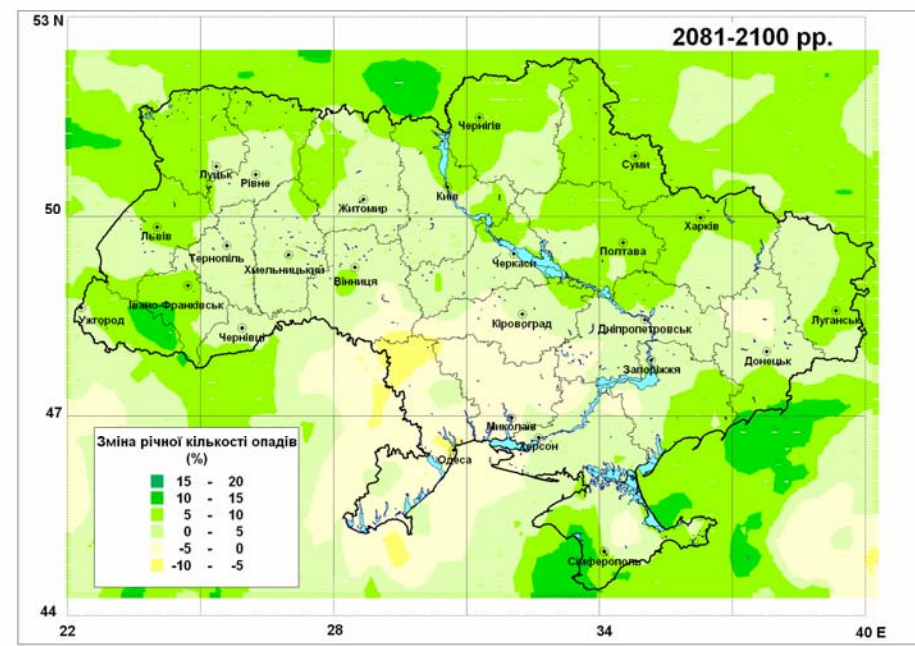 53 N
2081-2100 рр.
Чернігів
Суми
Луцьк
Рівне
Київ
Житомир
50
Львів
Харків
Полтава
Тернопіль
Хмельницький
Черкаси
Вінниця
Івано-Франківськ
Ужгород
Кіровоград
Дніпропетровськ
Луганськ
Чернівці
Донецьк
Запоріжжя
47
Миколаїв
Зміна річної кількості опадів
(%)
Херсон
Одеса
15 - 20
10 - 15
5 - 10
0 - 5
-5 - 0
-10 - -5
Сімферополь
44
22
28
34
40 E